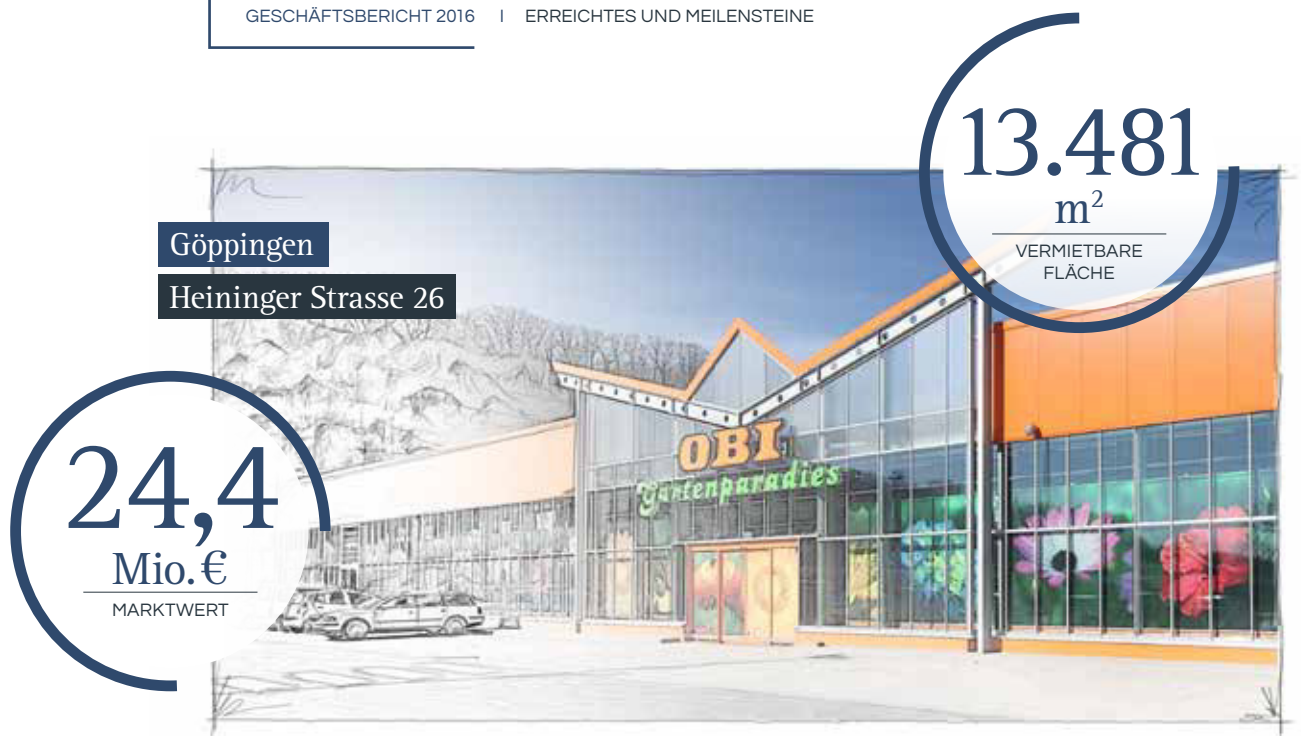 GESCHÄFTSBERICHT 2016 I ERREICHTES UND MEILENSTEINE
13.481
m²
VERMIETBARE
FLÄCHE
Göppingen
Heininger Strasse 26
24,4
Mio. €
MARKTWERT
OBI
Gartenparadies